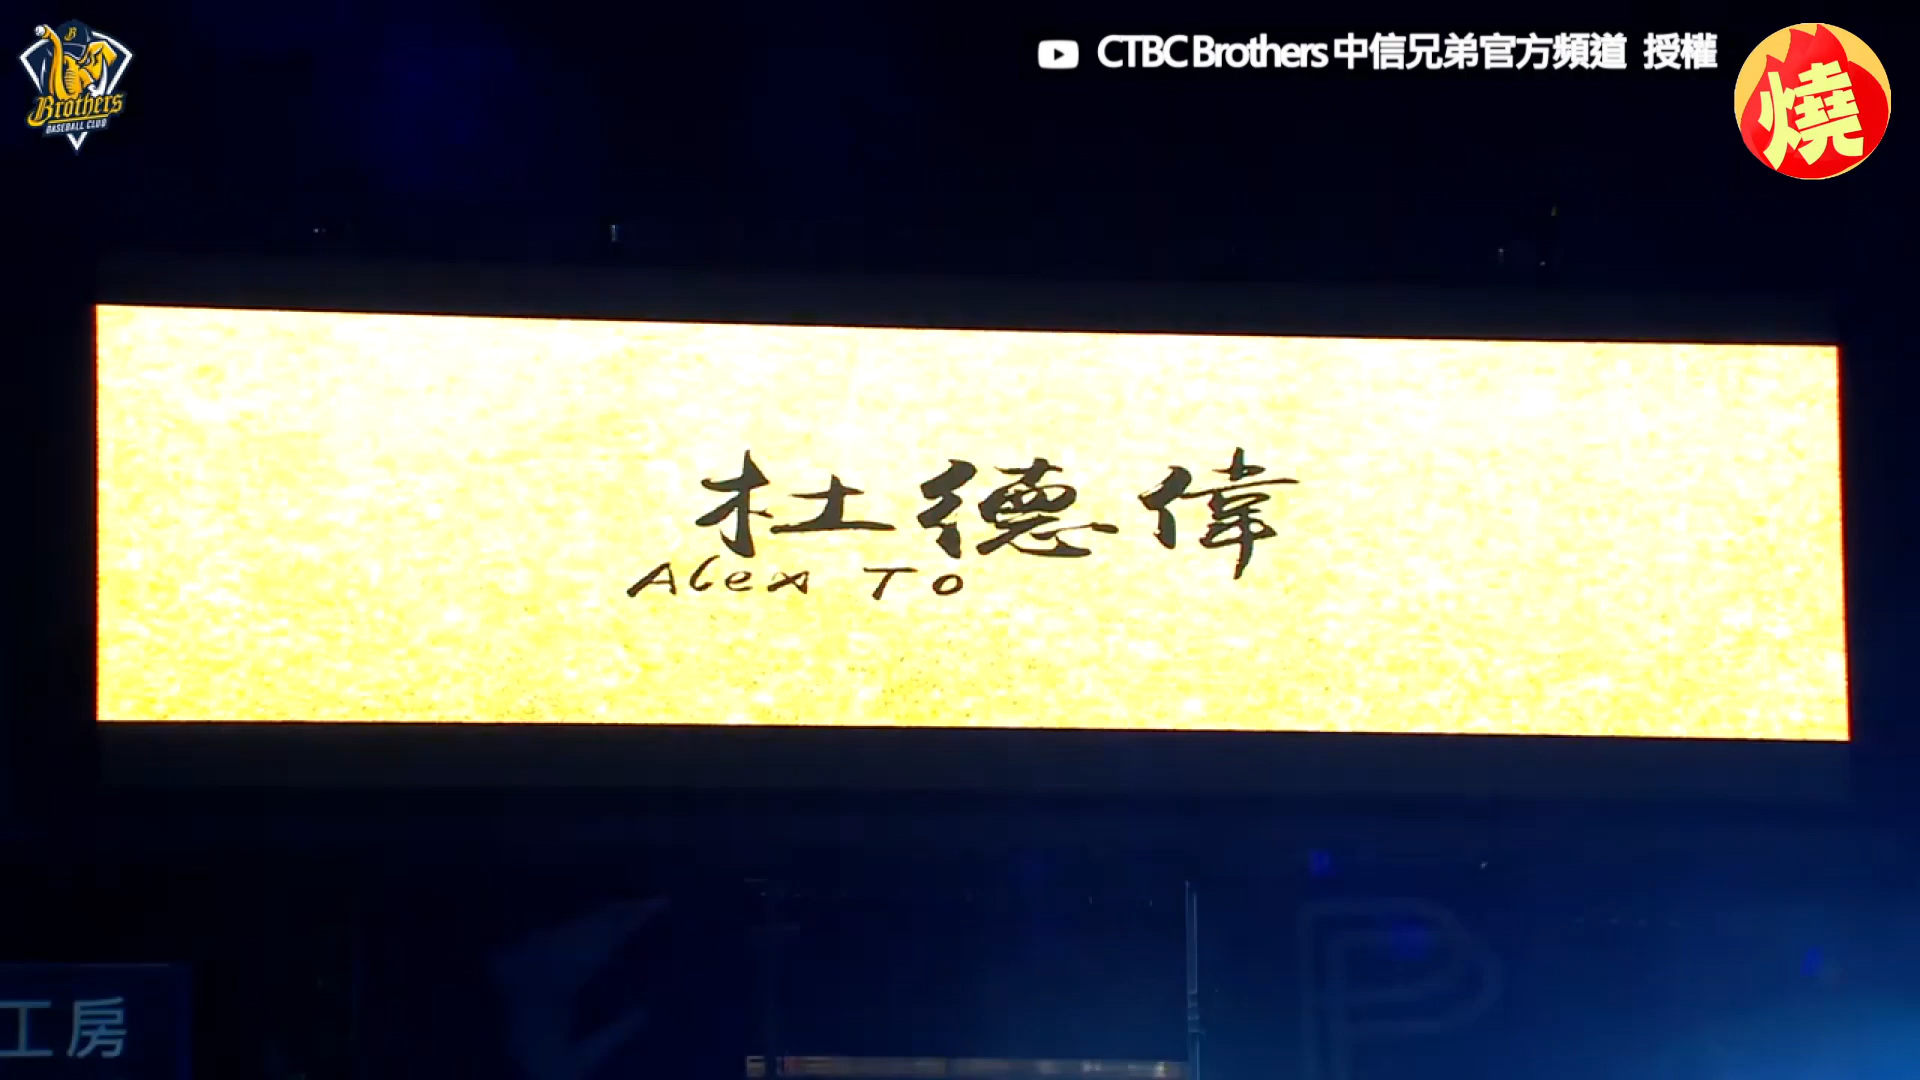 B
Brothers
BASEBALL CLUB
CTBC Brothers 中信兄弟官方頻道 授權
燒
杜德偉
Alex To
P
工房